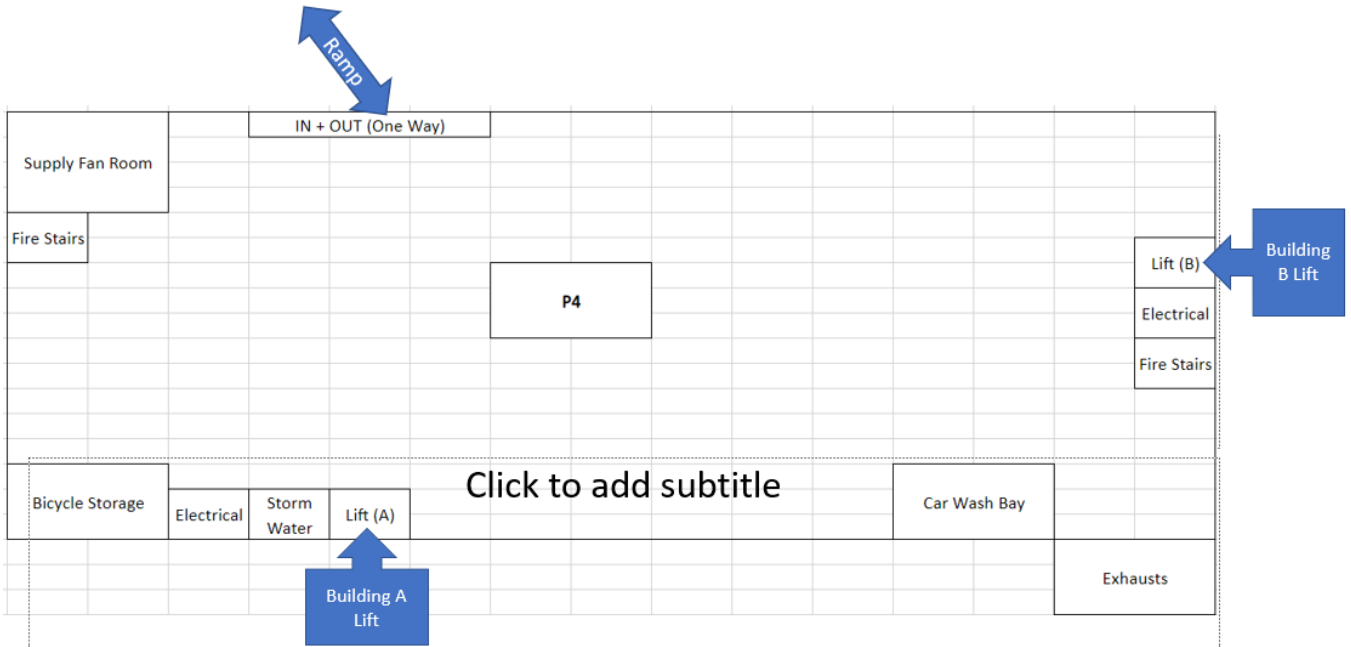 Ramp
IN + OUT (One Way)
Supply Fan Room
Fire Stairs
Lift (B)
Building
B Lift
P4
Electrical
Fire Stairs
Click to add subtitle
Bicycle Storage
Electrical
Storm
Water
Lift (A)
Car Wash Bay
Exhausts
Building A
Lift